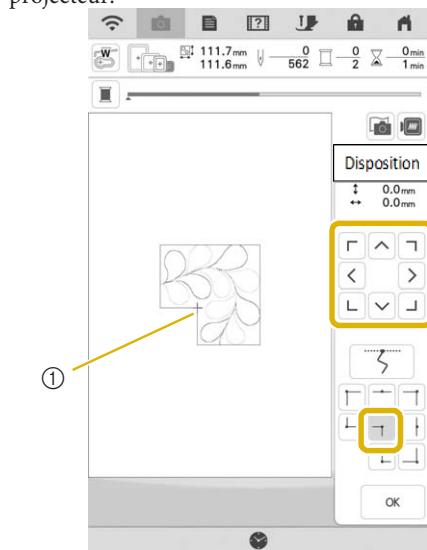 projecteur.
W
111.7mm
111.6mm
0
562
0
2
0min
1min
Disposition
0.0mm
0.0mm
①
OK